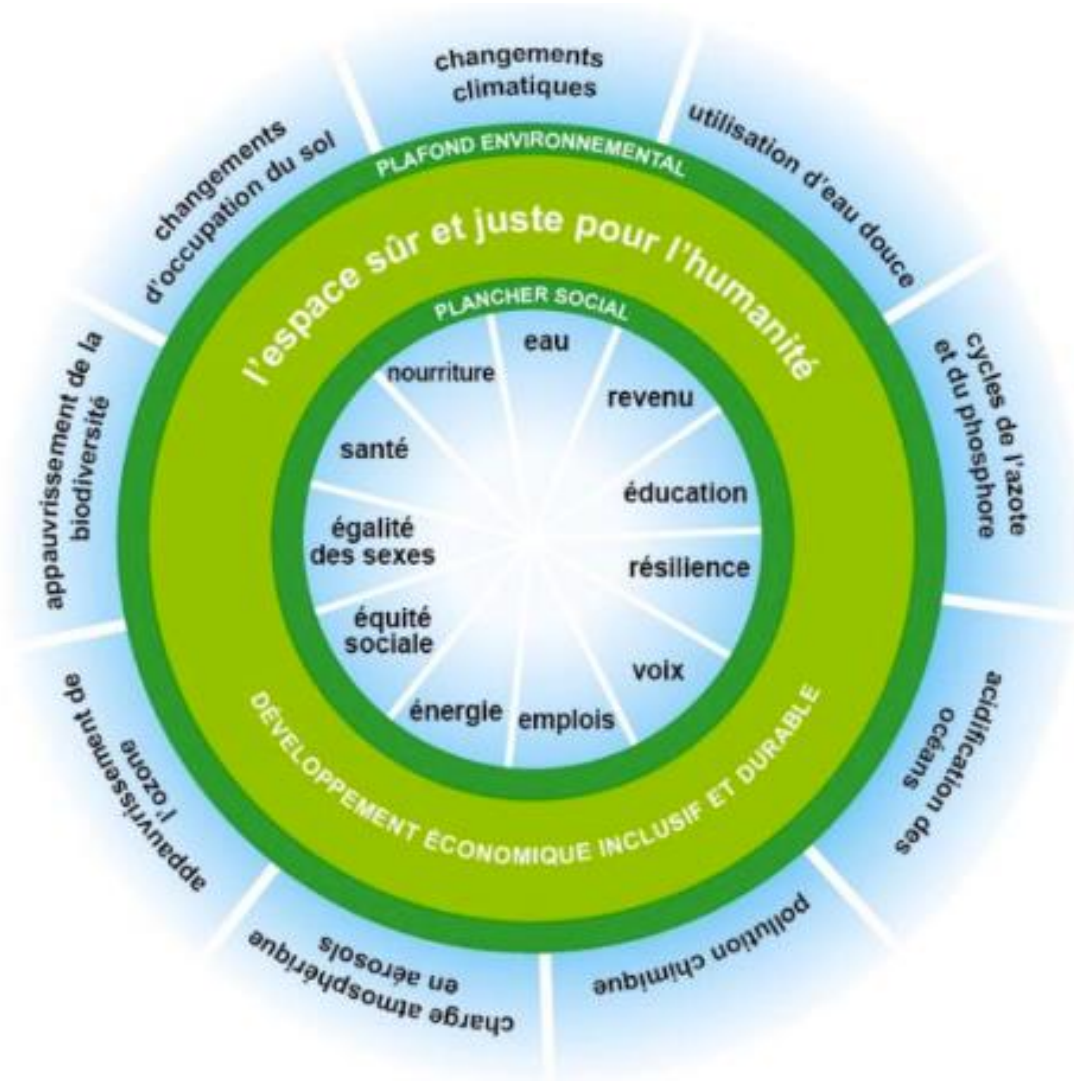 changements
climatiques
utilisation d'eau douce
cycles de l'azote
et du phosphore
acidification des
océans
pollution chimique
charge atmosphérique
en aérosols
appauvrissement de
l'ozone
appauvrissement de la
biodiversité
changements
d'occupation du sol
PLAFOND ENVIRONNEMENTAL
l'espace sûr et juste pour l'humanité
PLANCHER SOCIAL
eau
revenu
éducation
résilience
voix
emplois
énergie
équité
sociale
égalité
des sexes
santé
nourriture
DÉVELOPPEMENT ÉCONOMIQUE INCLUSIF ET DURABLE